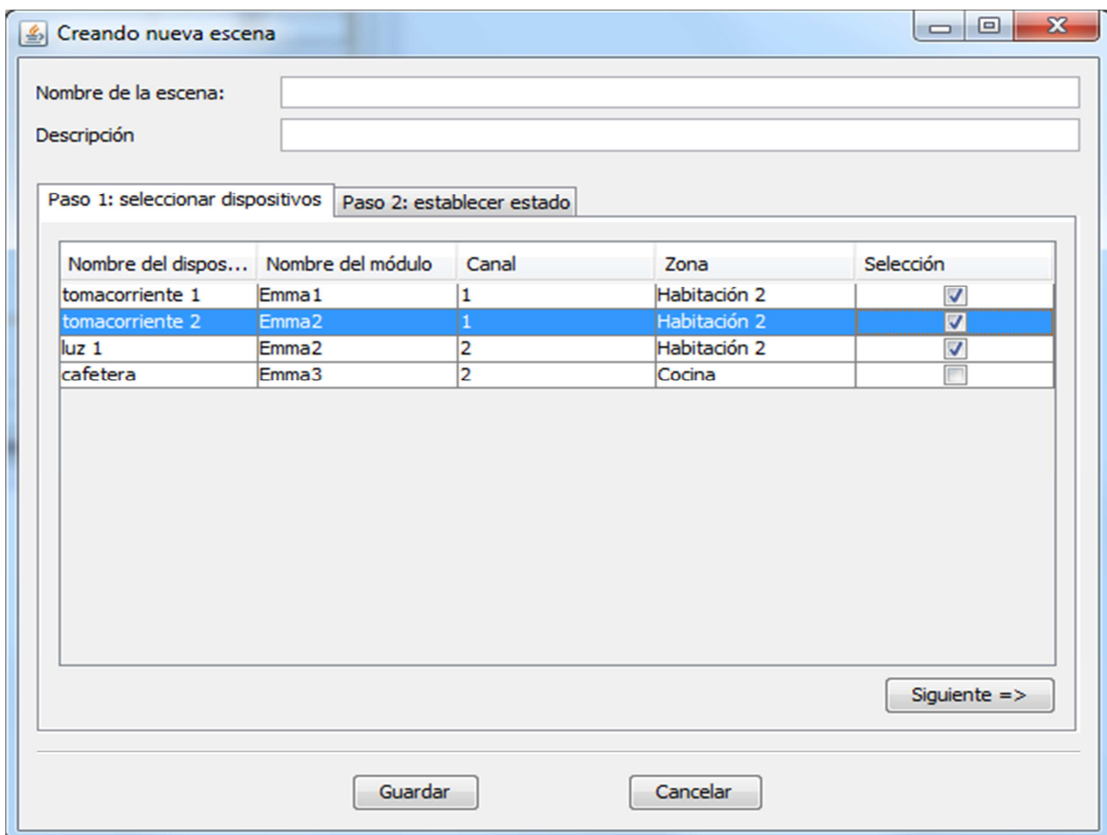 Creando nueva escena
Nombre de la escena:
Descripción
Paso 1: seleccionar dispositivos Paso 2: establecer estado
Nombre del dispos... Nombre del módulo Canal Zona Selección
tomacorriente 1 Emma1 1 Habitación 2
tomacorriente 2 Emma2 1 Habitación 2
luz 1 Emma2 2 Habitación 2
cafetera Emma3 2 Cocina
Siguiente =>
Guardar Cancelar